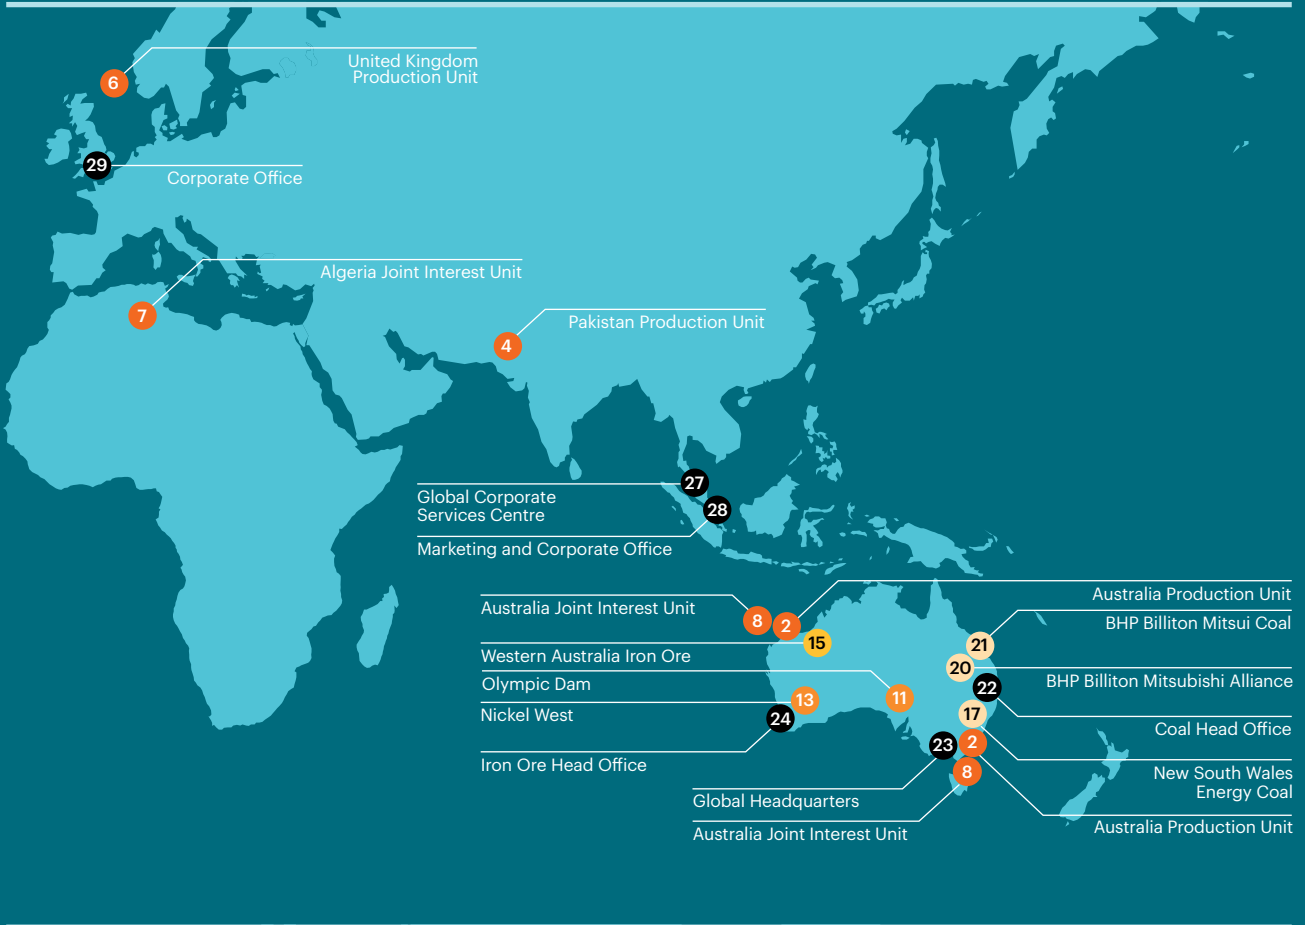 6
United Kingdom
Production Unit
29
Corporate Office
Algeria Joint Interest Unit
7
Pakistan Production Unit
4
27
Global Corporate
Services Centre
28
Marketing and Corporate Office
Australia Production Unit
Australia Joint Interest Unit
8
2
BHP Billiton Mitsui Coal
15
21
Western Australia Iron Ore
20
BHP Billiton Mitsubishi Alliance
Olympic Dam
22
13
11
Nickel West
17
24
Coal Head Office
23
2
Iron Ore Head Office
8
New South Wales
Energy Coal
Global Headquarters
Australia Production Unit
Australia Joint Interest Unit